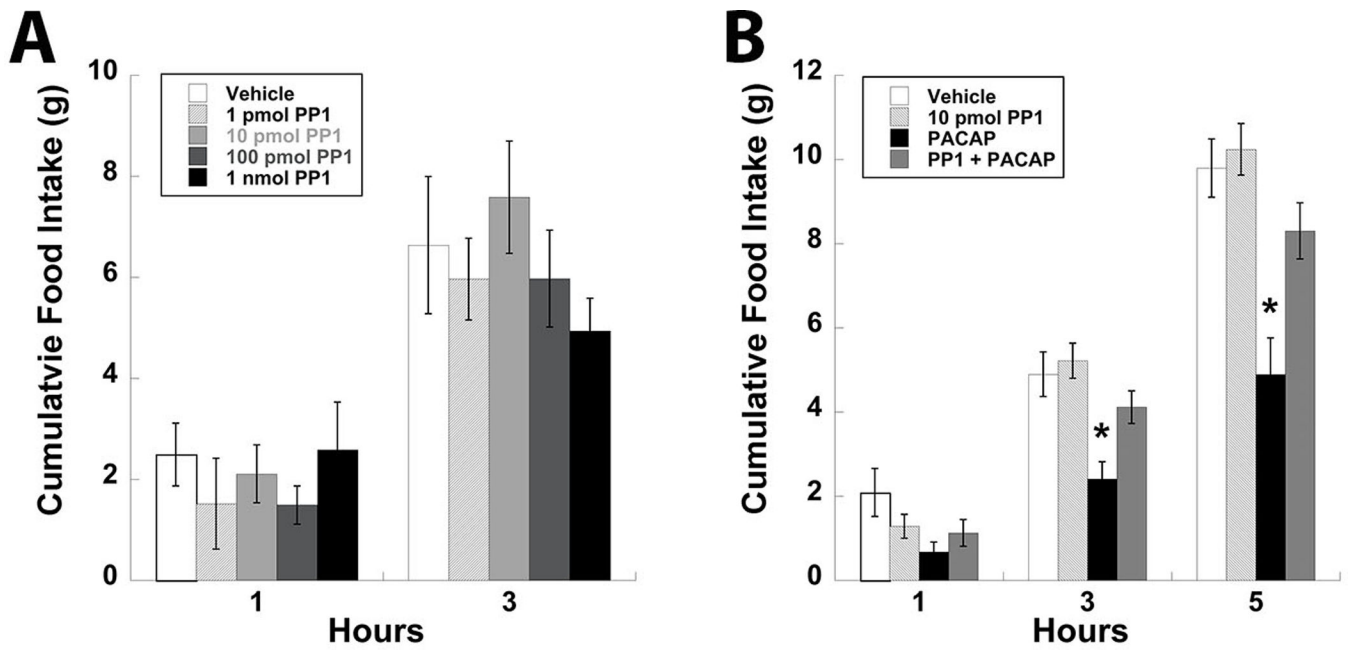 A
Cumulatvie Food Intake (g)
10
8
6
4
2
0
Vehicle
1 pmol PP1
10 pmol PP1
100 pmol PP1
1 nmol PP1
1
3
Hours
B
Cumulative Food Intake (g)
12
10
8
6
4
2
0
Vehicle
10 pmol PP1
PACAP
PP1 + PACAP
*
*
1
3
5
Hours